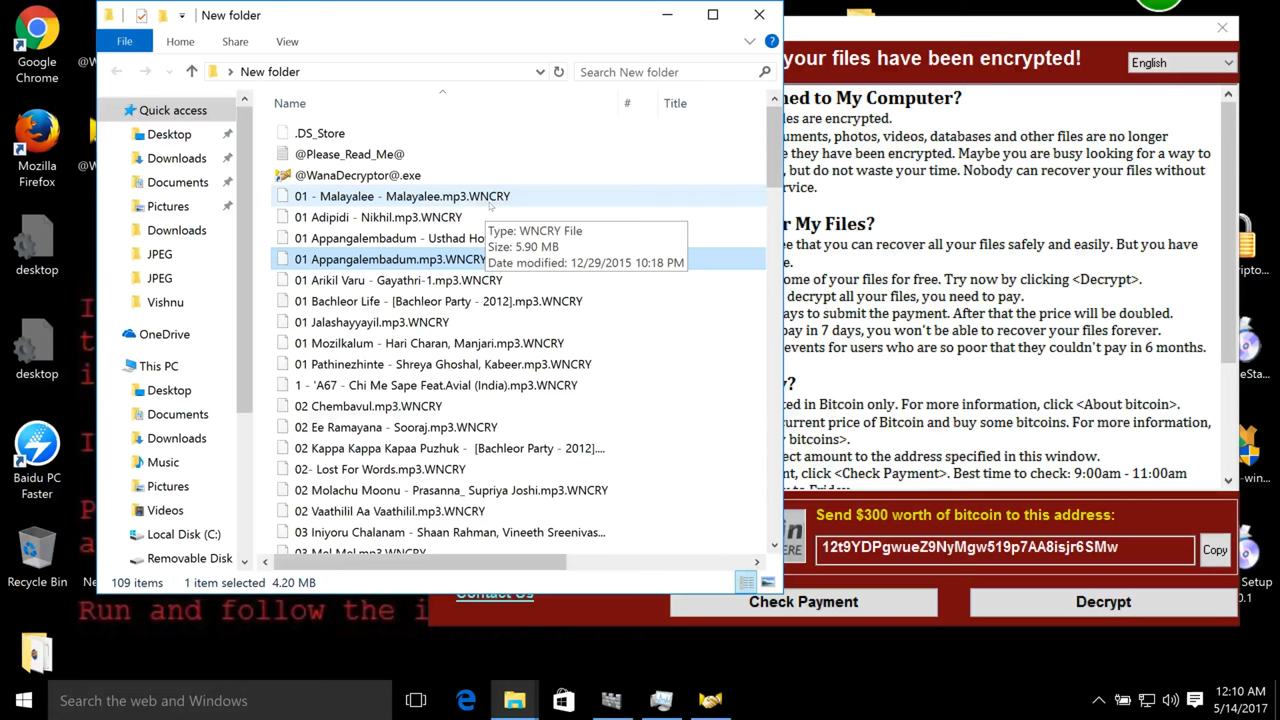 New folder
File
Home
Share
View
New folder
Search New folder
Name
#
Title
Quick access
Desktop
Downloads
Documents
Pictures
Downloads
JPEG
JPEG
Vishnu
OneDrive
This PC
Desktop
Documents
Downloads
Music
Pictures
Videos
Local Disk (C:)
Removable Disk
.DS_Store
@Please_Read_Me@
@WanaDecryptor@.exe
01 - Malayalee - Malayalee.mp3.WNCRY
01 Adipidi - Nikhil.mp3.WNCRY
01 Appangalembadum - Usthad Ho
01 Appangalembadum.mp3.WNCRY
01 Arikil Varu - Gayathri-1.mp3.WNCRY
01 Bachleor Life - [Bachleor Party - 2012].mp3.WNCRY
01 Jalashayyayil.mp3.WNCRY
01 Mozilkalum - Hari Charan, Manjari.mp3.WNCRY
01 Pathinezhinte - Shreya Ghoshal, Kabeer.mp3.WNCRY
1 - 'A67 - Chi Me Sape Feat.Avial (India).mp3.WNCRY
02 Chembavul.mp3.WNCRY
02 Ee Ramayana - Sooraj.mp3.WNCRY
02 Kappa Kappa Kapaa Puzhuk - [Bachleor Party - 2012]....
02- Lost For Words.mp3.WNCRY
02 Molachu Moonu - Prasanna_ Supriya Joshi.mp3.WNCRY
02 Vaathilil Aa Vaathilil.mp3.WNCRY
03 Iniyoru Chalanam - Shaan Rahman, Vineeth Sreenivas...
03 Mel Mel.mp3.WNCRY
Type: WNCRY File
Size: 5.90 MB
Date modified: 12/29/2015 10:18 PM
109 items
1 item selected 4.20 MB
your files have been encrypted!
English
ned to My Computer?
les are encrypted.
uments, photos, videos, databases and other files are no longer
e they have been encrypted. Maybe you are busy looking for a way to
, but do not waste your time. Nobody can recover your files without
rvice.
r My Files?
ee that you can recover all your files safely and easily. But you have
e.
ome of your files for free. Try now by clicking <Decrypt>.
decrypt all your files, you need to pay.
ays to submit the payment. After that the price will be doubled.
pay in 7 days, you won't be able to recover your files forever.
events for users who are so poor that they couldn't pay in 6 months.
y?
ted in Bitcoin only. For more information, click <About bitcoin>.
current price of Bitcoin and buy some bitcoins. For more information,
y bitcoins>.
ect amount to the address specified in this window.
nt, click <Check Payment>. Best time to check: 9:00am - 11:00am
Send $300 worth of bitcoin to this address:
12t9YDPgwueZ9NyMgw519p7AA8isjr6SMw
Copy
Contact Us
Check Payment
Decrypt
Google
Chrome
Mozilla
Firefox
desktop
desktop
Baidu PC
Faster
Recycle Bin
Run and follow the i
Setup
Search the web and Windows
12:10 AM
5/14/2017